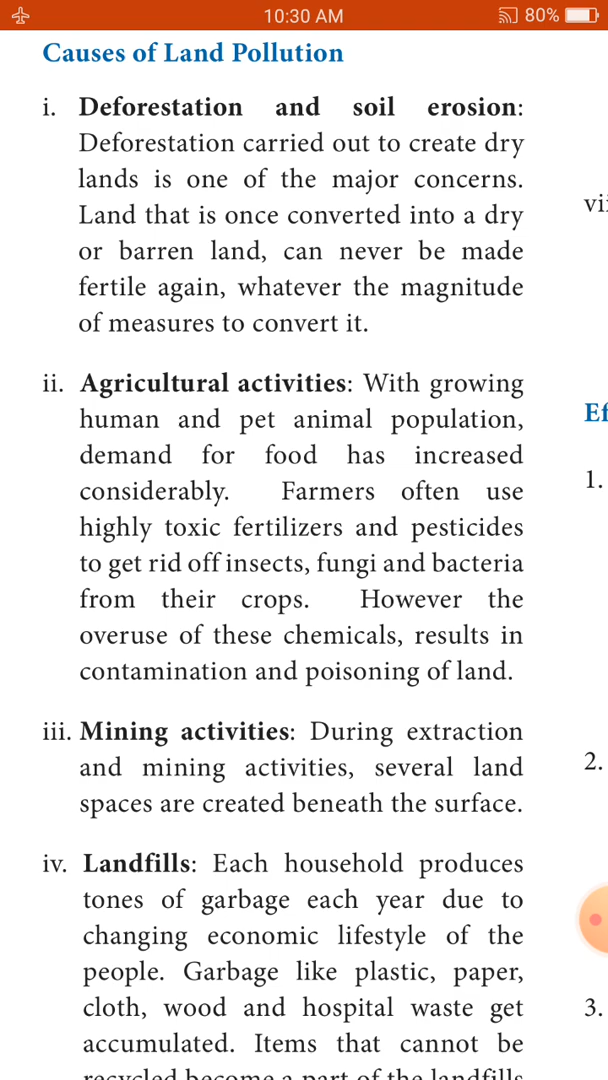 10:30 AM
80%
Causes of Land Pollution
i. Deforestation and soil erosion:
Deforestation carried out to create dry
lands is one of the major concerns.
Land that is once converted into a dry
or barren land, can never be made
fertile again, whatever the magnitude
of measures to convert it.
ii. Agricultural activities: With growing
human and pet animal population,
demand for food has increased
considerably. Farmers often use
highly toxic fertilizers and pesticides
to get rid off insects, fungi and bacteria
from their crops. However the
overuse of these chemicals, results in
contamination and poisoning of land.
iii. Mining activities: During extraction
and mining activities, several land
spaces are created beneath the surface.
iv. Landfills: Each household produces
tones of garbage each year due to
changing economic lifestyle of the
people. Garbage like plastic, paper,
cloth, wood and hospital waste get
accumulated. Items that cannot be
recycled become a part of the landfills
Ef
1.
2.
3.